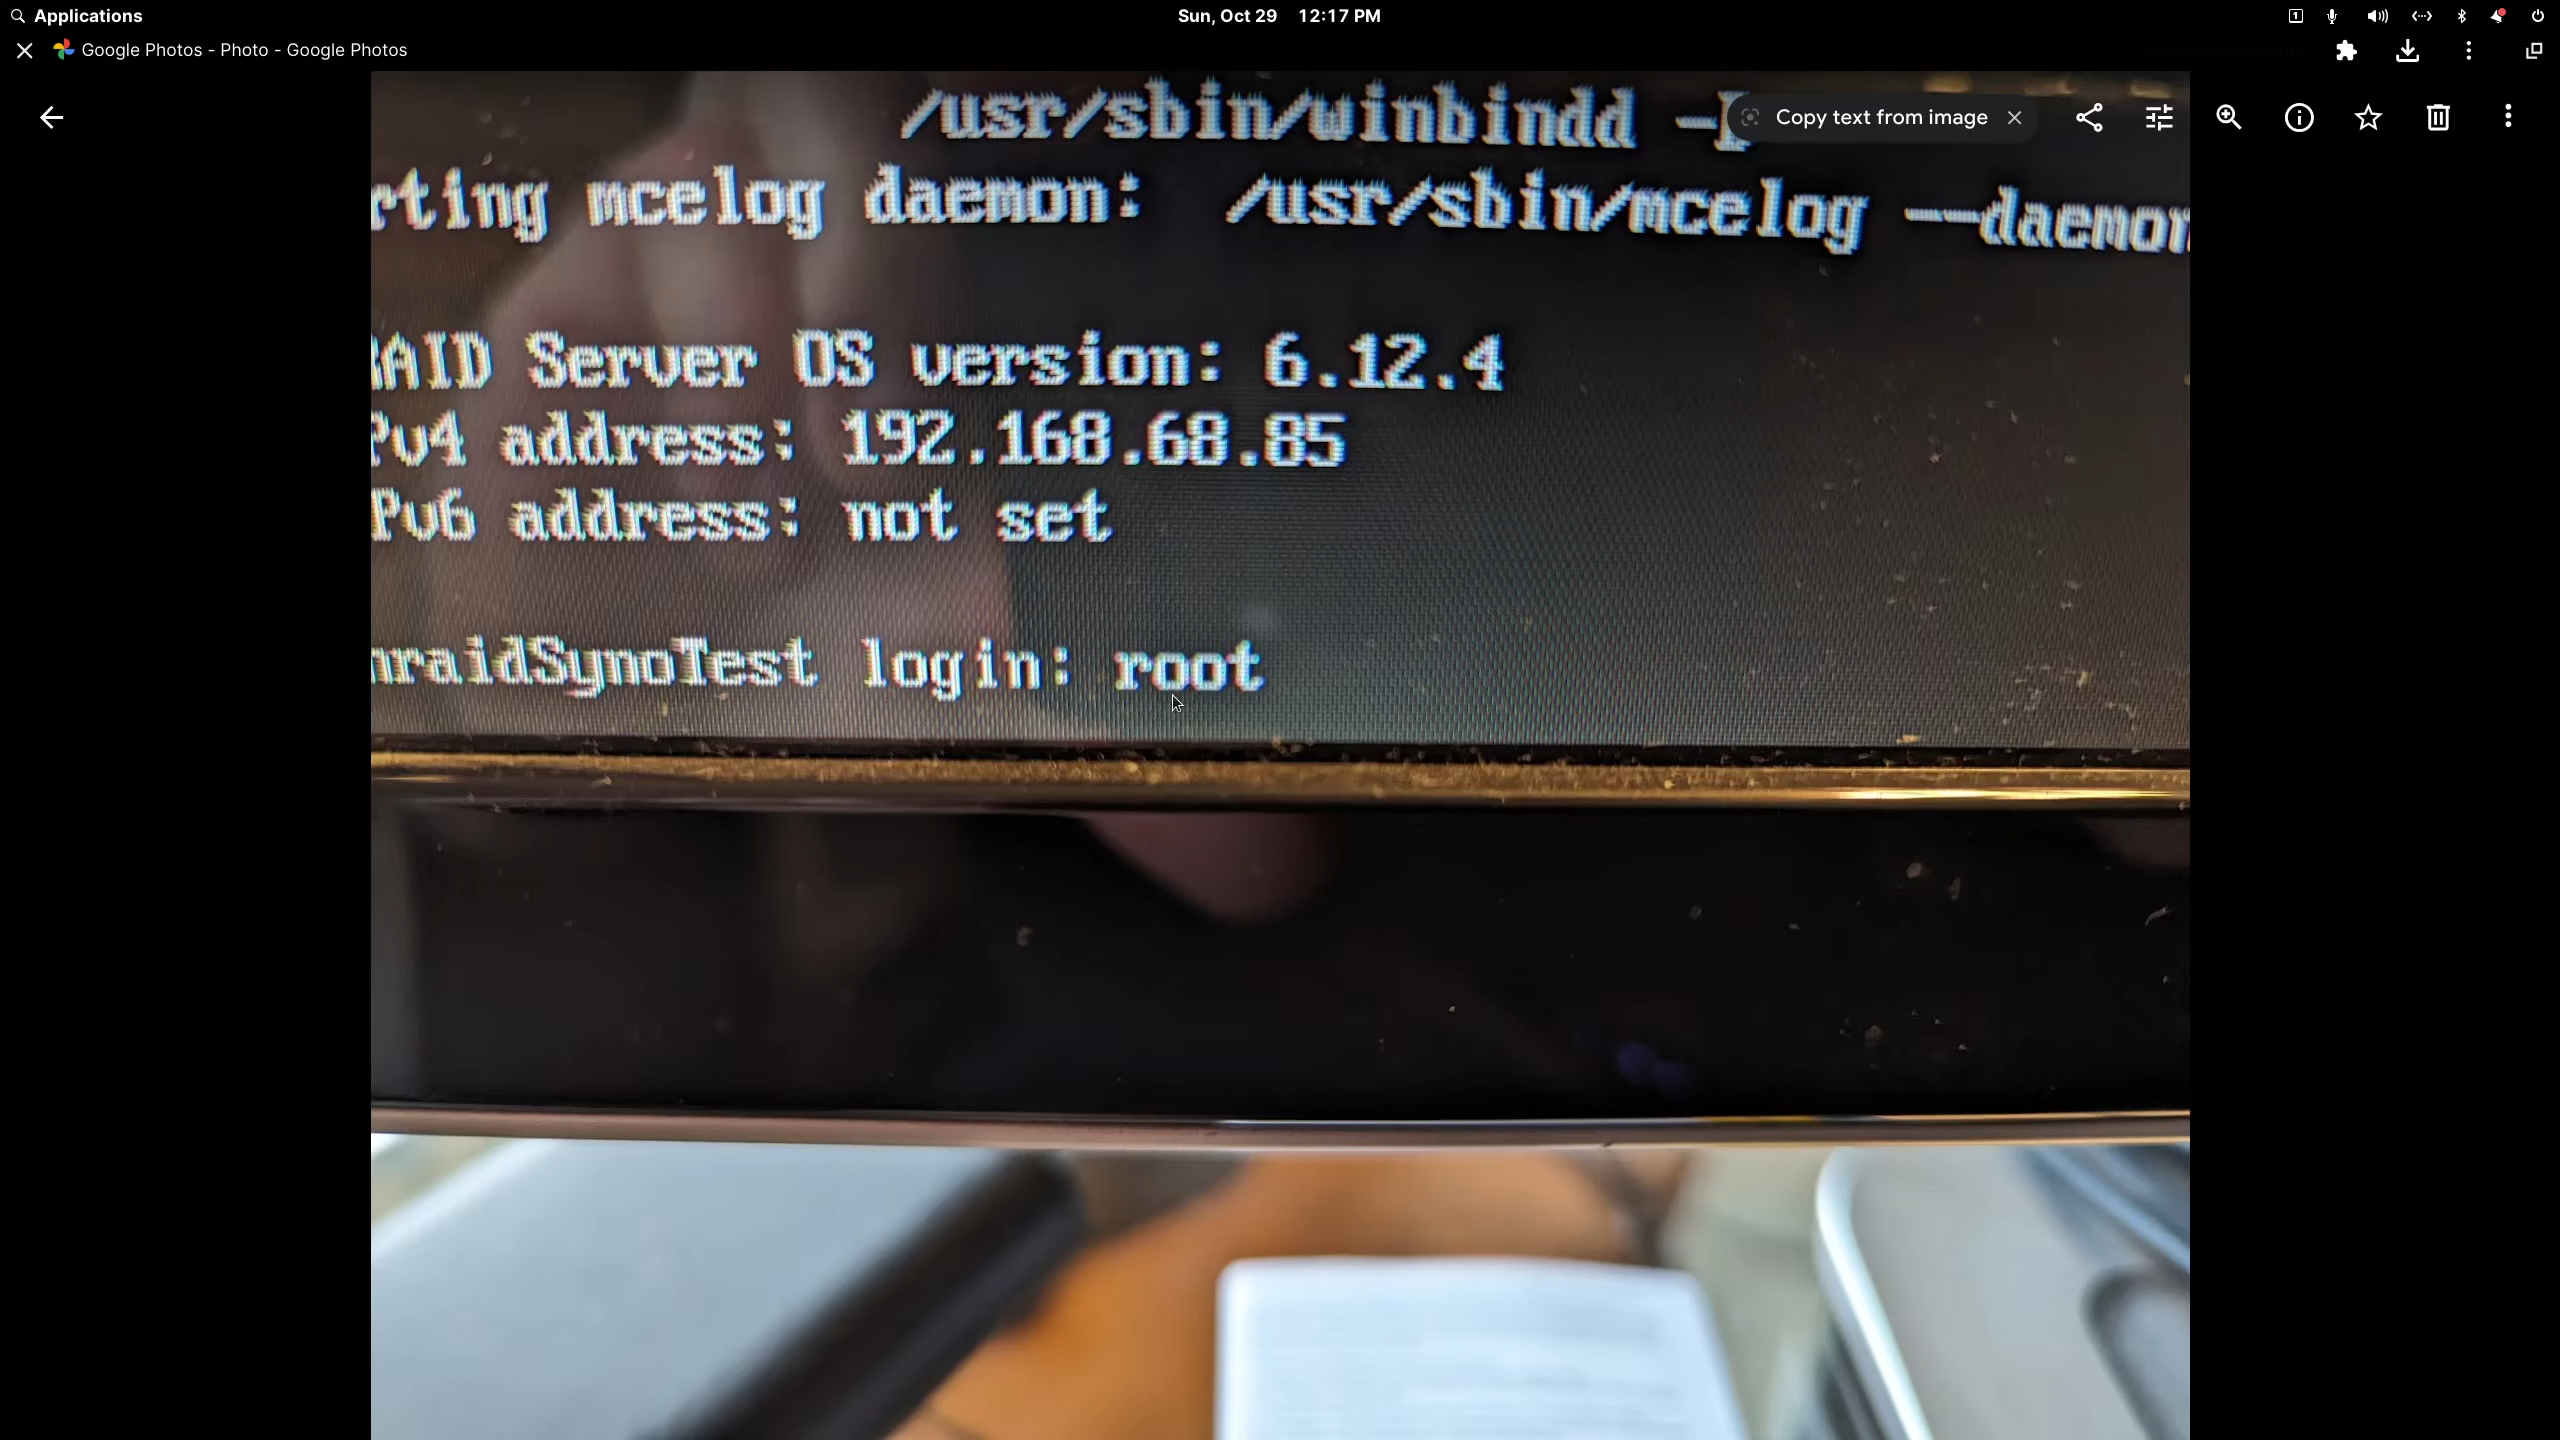 Applications
Sun, Oct 29 12:17 PM
1
Google Photos - Photo - Google Photos
/usr/sbin/winbindd
Copy text from image
rting mcelog daemon: /usr/sbin/mcelog --daemon
AID Server OS version: 6.12.4
Pv4 address: 192.168.68.85
Pv6 address: not set
nraidSynoTest login: root